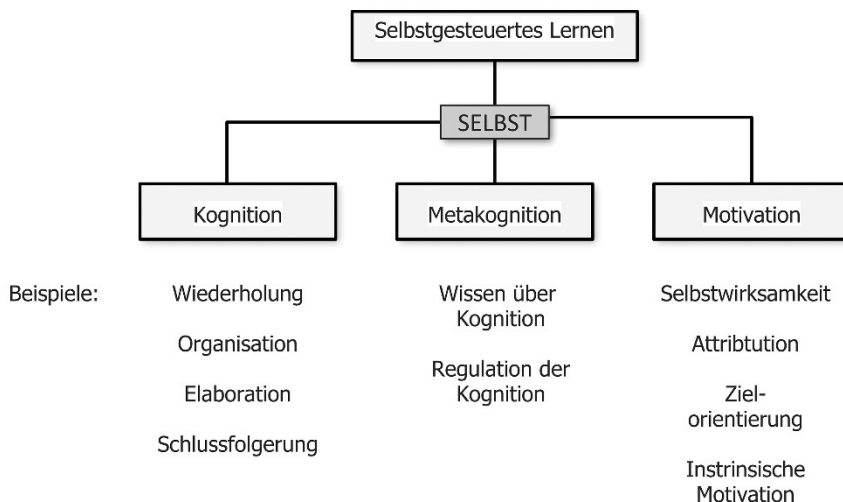 Selbstgesteuertes Lernen
SELBST
Kognition
Metakognition
Motivation
Beispiele:
Wiederholung
Organisation
Elaboration
Schlussfolgerung
Wissen über
Kognition
Regulation der
Kognition
Selbstwirksamkeit
Attribtution
Ziel-
orientierung
Instrinsische
Motivation